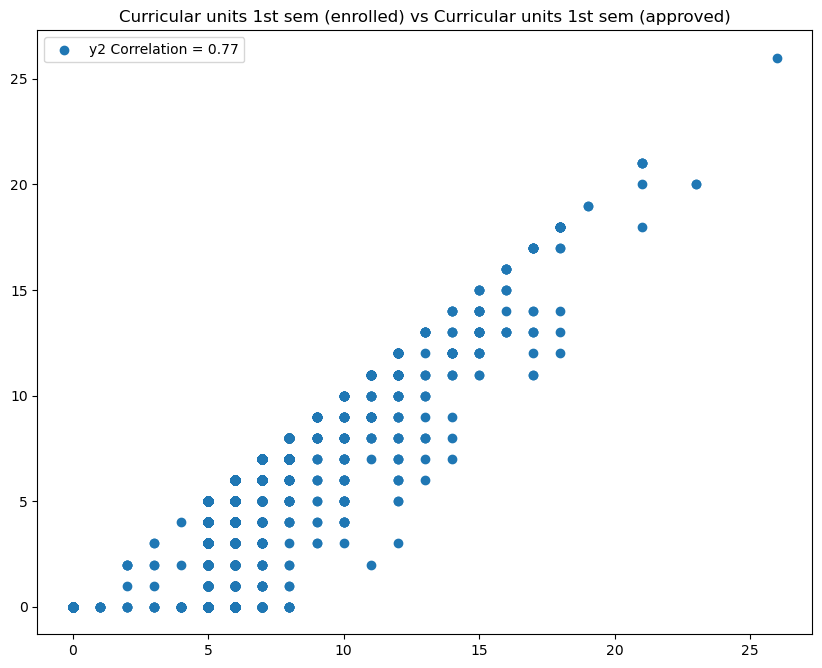 Curricular units 1st sem (enrolled) vs Curricular units 1st sem (approved)
y2 Correlation = 0.77
25
20
15
10
5
0
0 5 10 15 20 25